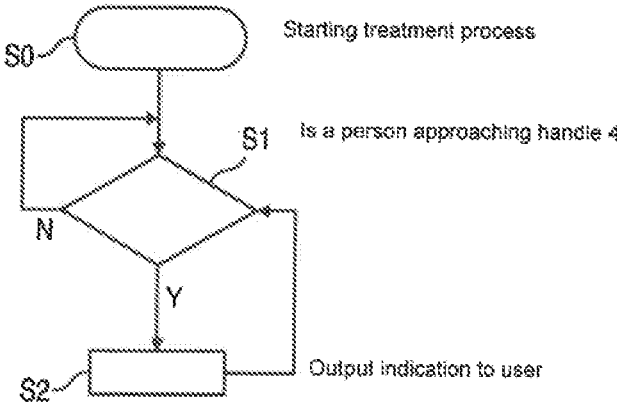 S0
Starting treatment process
S1
Is a person approaching handle 4
N
Y
S2
Output indication to user